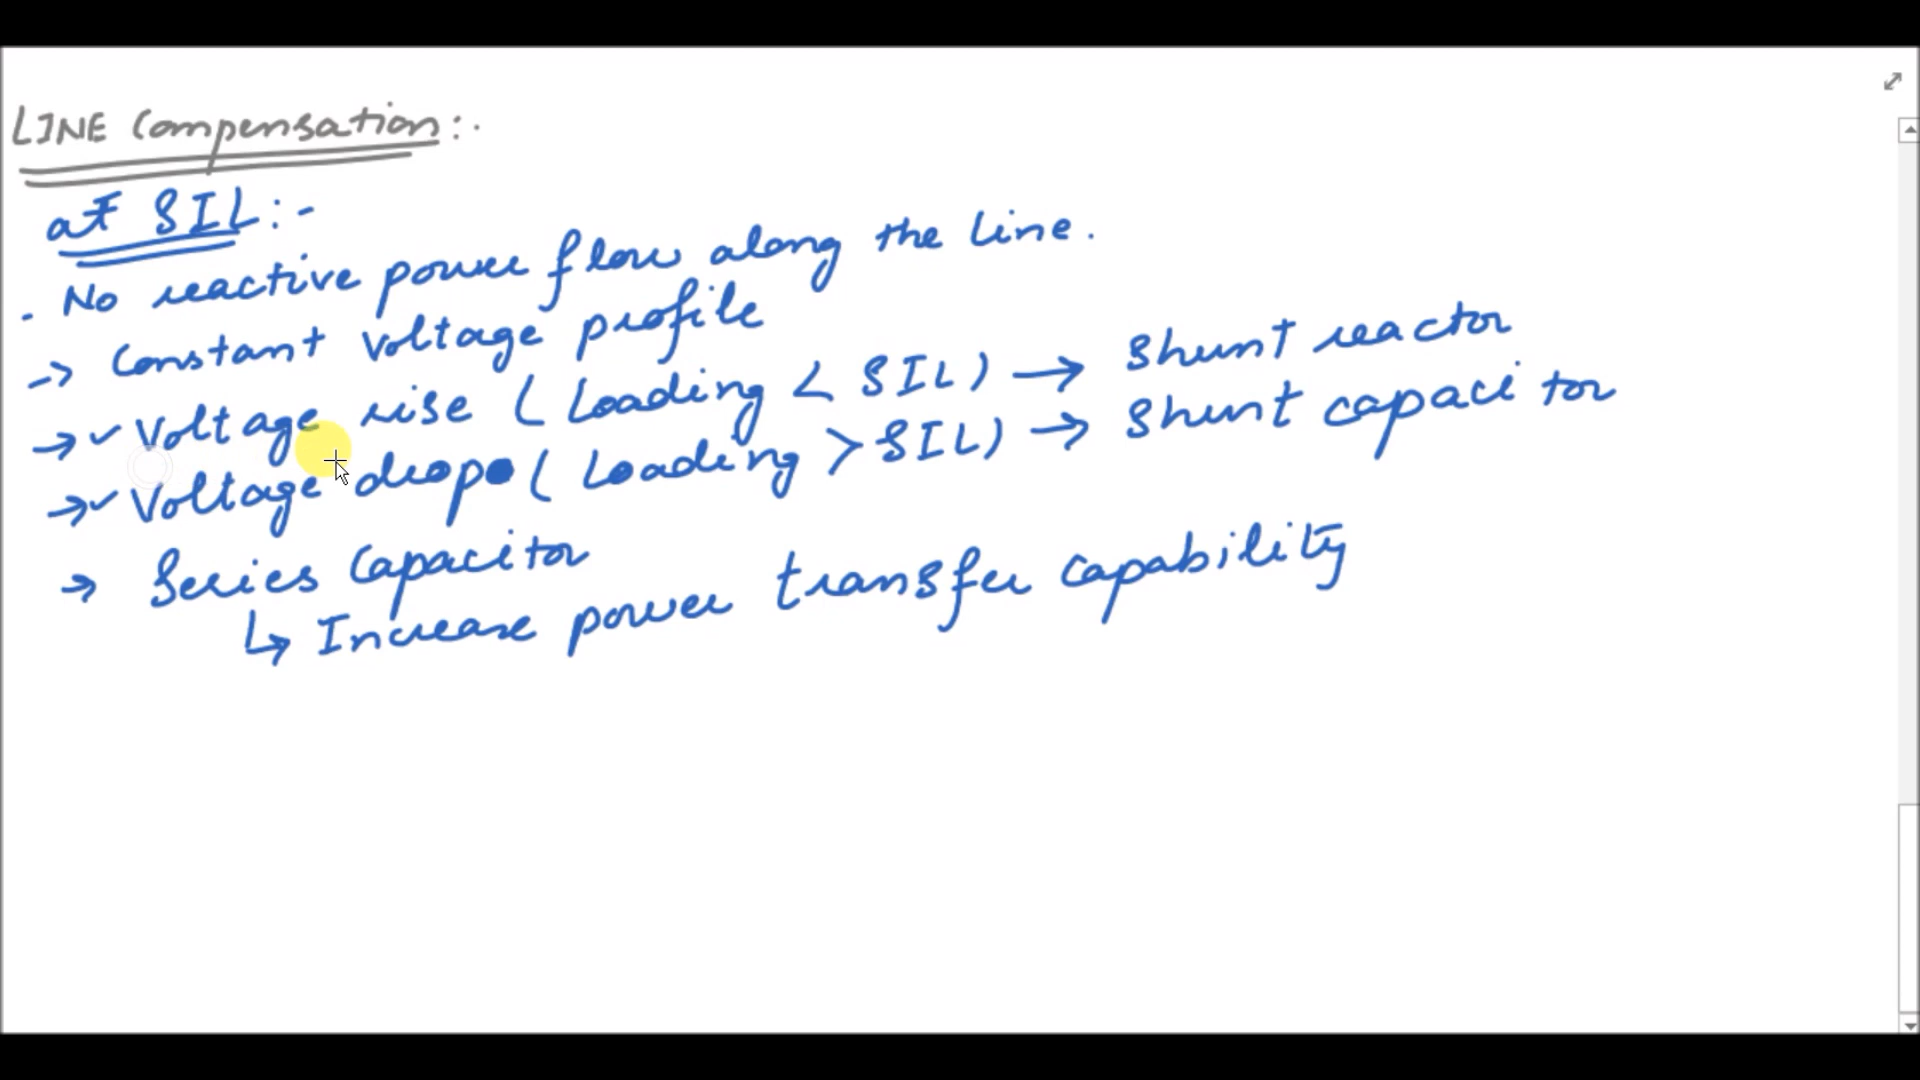 LINE Compensation:-
at SIL:-
. No reactive power flow along the line.
-> Constant voltage profile
-> ✓ Voltage rise (Loading < SIL) → Shunt reactor
-> ✓ Voltage drop (Loading > SIL) → Shunt capacitor
-> Series Capacitor
↳ Increase power transfer capability